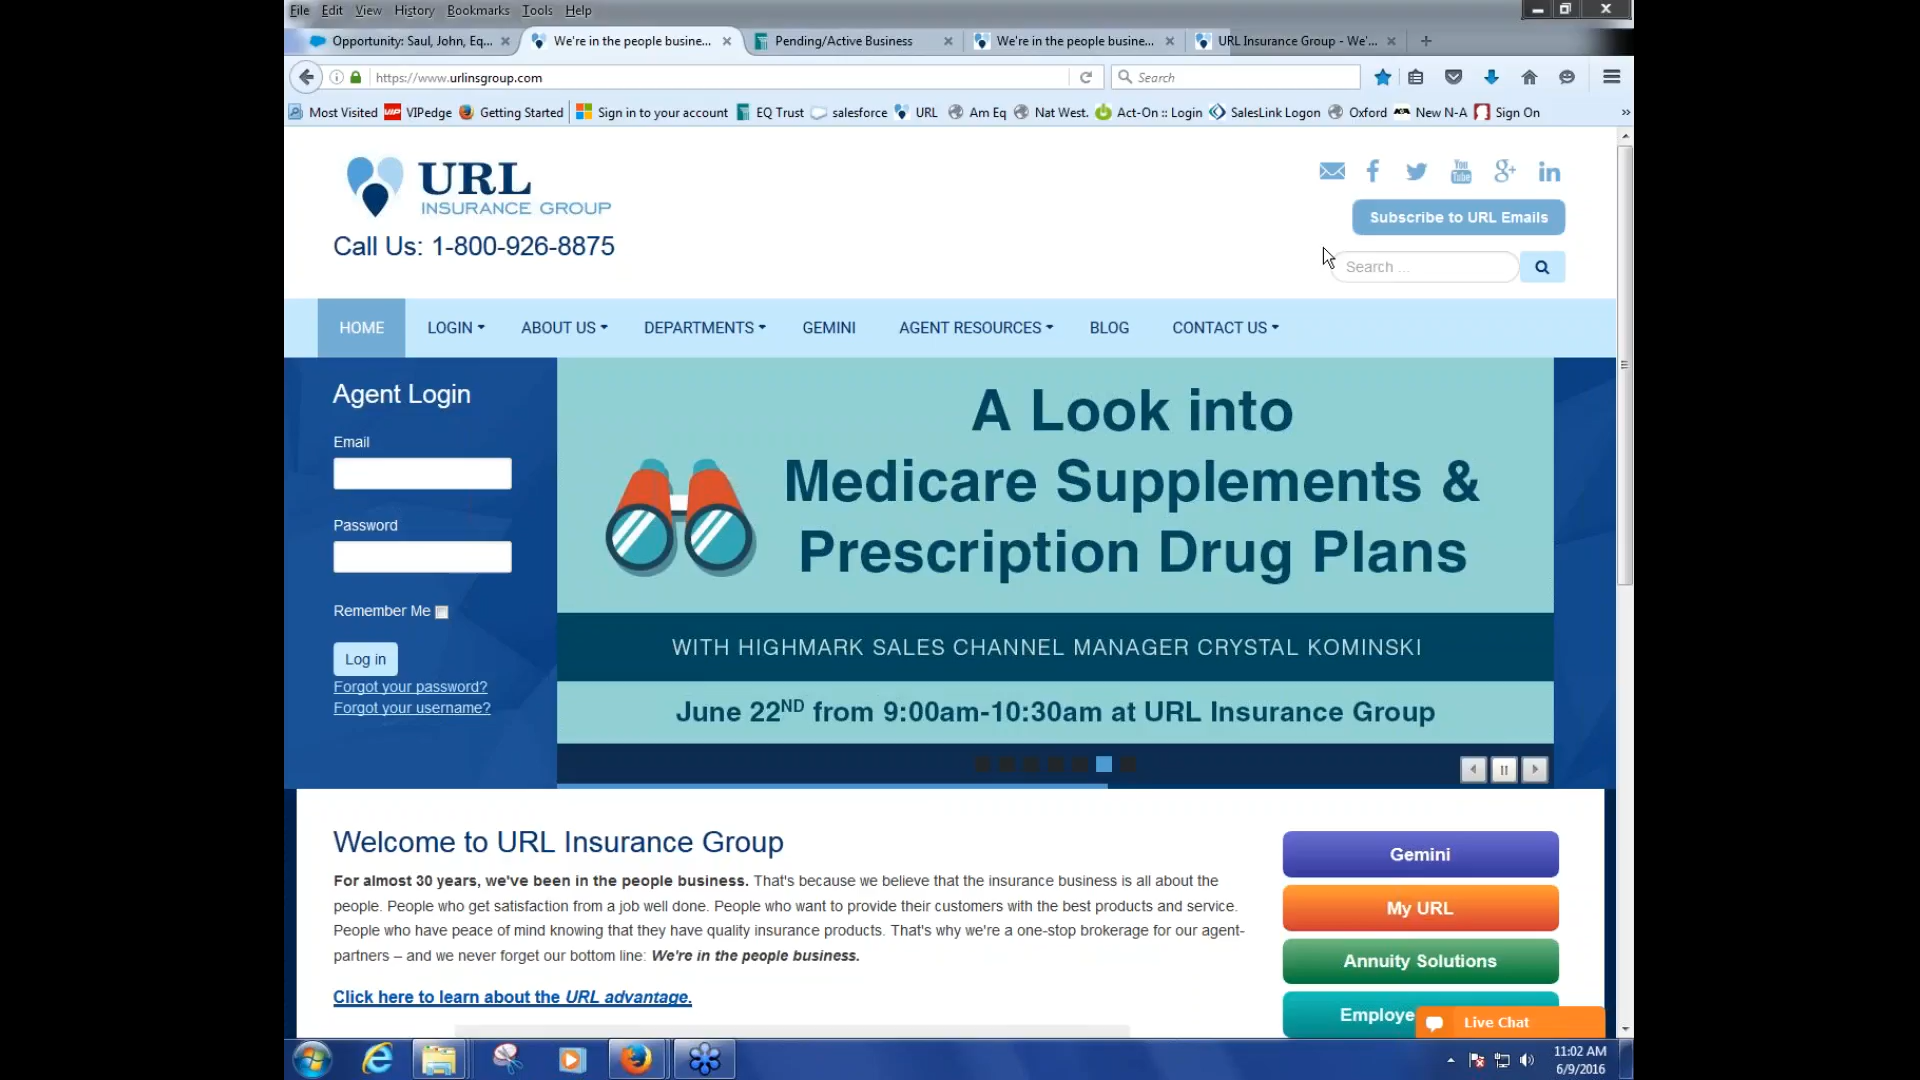 File Edit View History Bookmarks Tools Help
Opportunity: Saul, John, Eq...
We're in the people busine...
Pending/Active Business
We're in the people busine...
URL Insurance Group - We'...
https://www.urlinsgroup.com
Search
Most Visited VIPedge Getting Started Sign in to your account EQ Trust salesforce URL Am Eq Nat West. Act-On :: Login SalesLink Logon Oxford New N-A Sign On
URL
INSURANCE GROUP
Call Us: 1-800-926-8875
You Tube
Subscribe to URL Emails
Search ...
HOME LOGIN ABOUT US DEPARTMENTS GEMINI AGENT RESOURCES BLOG CONTACT US
Agent Login
Email
Password
Remember Me
Log in
Forgot your password?
Forgot your username?
A Look into
Medicare Supplements &
Prescription Drug Plans
WITH HIGHMARK SALES CHANNEL MANAGER CRYSTAL KOMINSKI
June 22ND from 9:00am-10:30am at URL Insurance Group
Welcome to URL Insurance Group
For almost 30 years, we've been in the people business. That's because we believe that the insurance business is all about the
people. People who get satisfaction from a job well done. People who want to provide their customers with the best products and service.
People who have peace of mind knowing that they have quality insurance products. That's why we're a one-stop brokerage for our agent-
partners – and we never forget our bottom line: We're in the people business.
Click here to learn about the URL advantage.
Gemini
My URL
Annuity Solutions
Employe
Live Chat
11:02 AM
6/9/2016